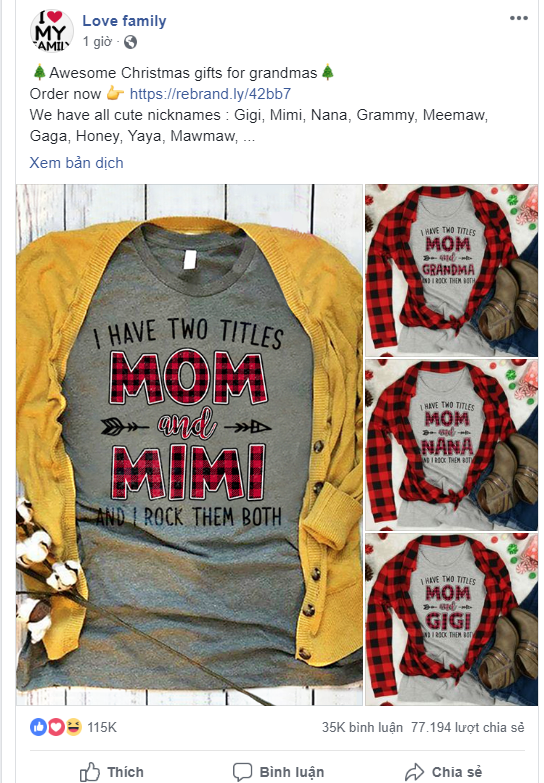 I ❤ MY FAMILY
Love family
1 giờ ·
🎄Awesome Christmas gifts for grandmas🎄
Order now 👉 https://rebrand.ly/42bb7
We have all cute nicknames : Gigi, Mimi, Nana, Grammy, Meemaw,
Gaga, Honey, Yaya, Mawmaw, ...
Xem bản dịch
I HAVE TWO TITLES
MOM
and
MIMI
AND I ROCK THEM BOTH
I HAVE TWO TITLES
MOM
and
GRANDMA
AND I ROCK THEM BOTH
I HAVE TWO TITLES
MOM
and
NANA
AND I ROCK THEM BOTH
I HAVE TWO TITLES
MOM
and
GIGI
AND I ROCK THEM BOTH
115K
35K bình luận 77.194 lượt chia sẻ
Thích
Bình luận
Chia sẻ